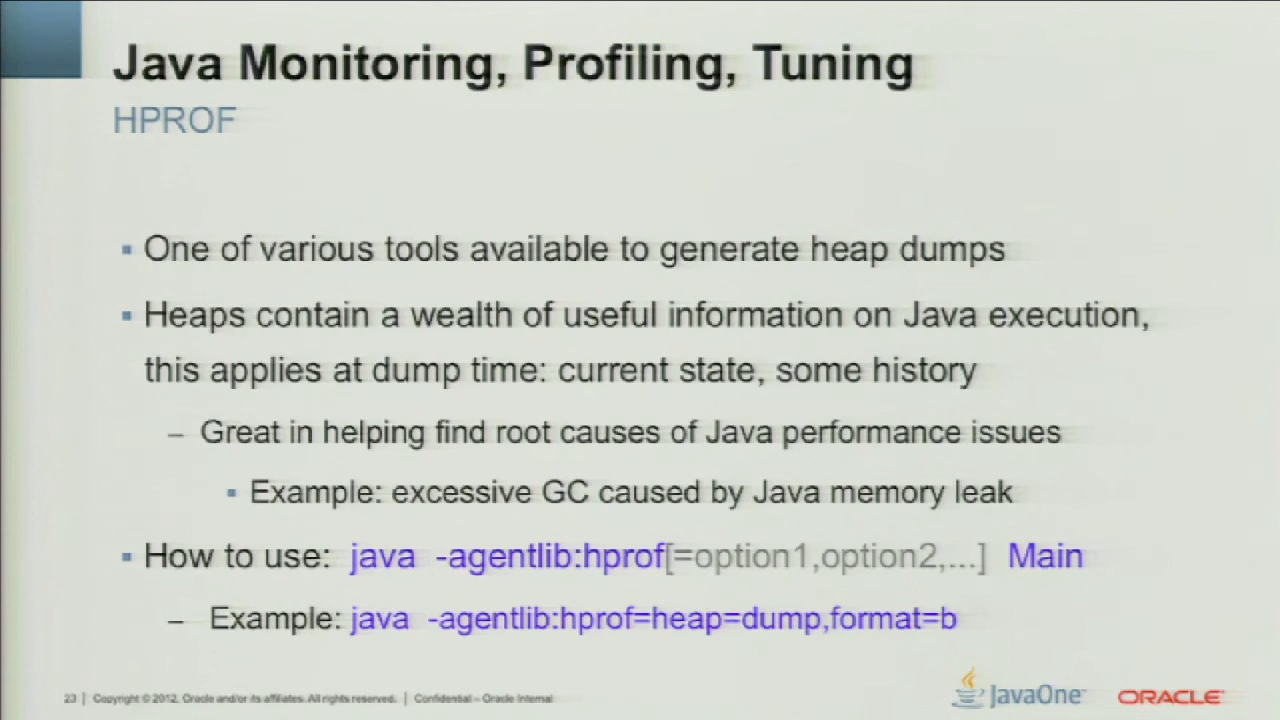 Java Monitoring, Profiling, Tuning
HPROF
▪ One of various tools available to generate heap dumps
▪ Heaps contain a wealth of useful information on Java execution,
this applies at dump time: current state, some history
– Great in helping find root causes of Java performance issues
▪ Example: excessive GC caused by Java memory leak
▪ How to use: java -agentlib:hprof[=option1,option2,...] Main
– Example: java -agentlib:hprof=heap=dump,format=b
23 | Copyright © 2012, Oracle and/or its affiliates. All rights reserved. | Confidential – Oracle Internal
JavaOne ORACLE